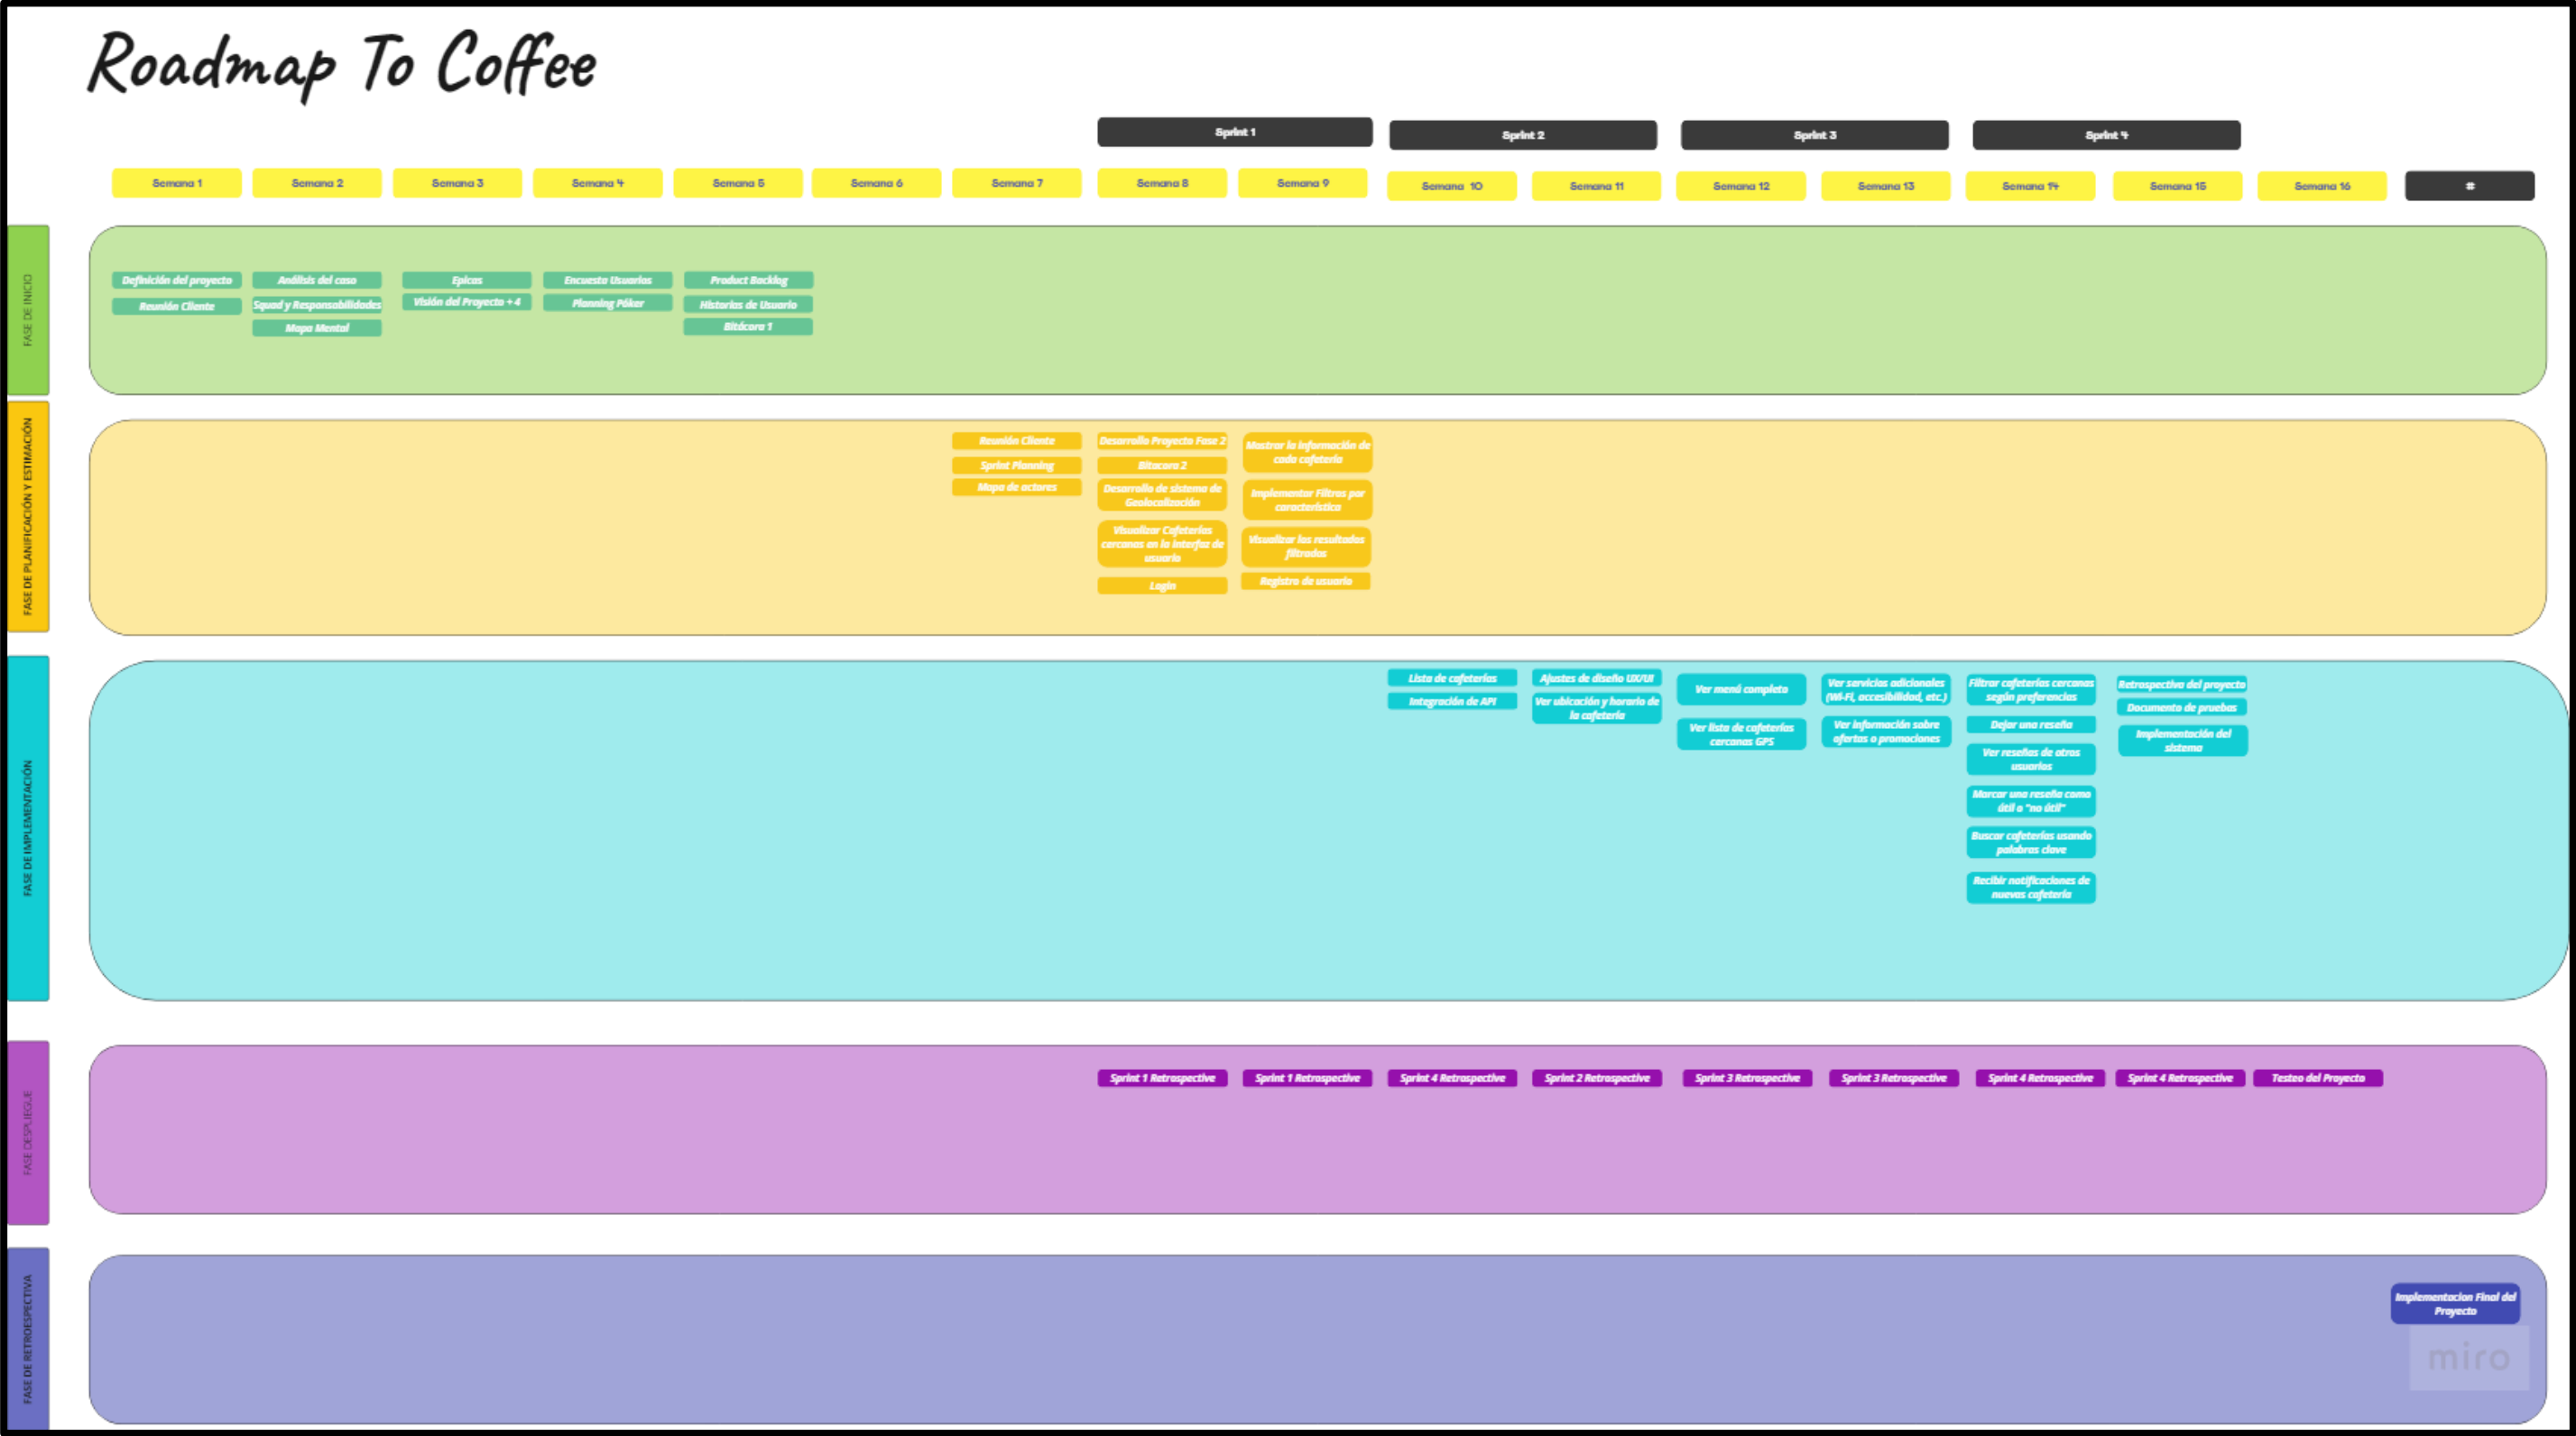 Roadmap To Coffee
Sprint 1
Sprint 2
Sprint 3
Sprint 4
Semana 1
Semana 2
Semana 3
Semana 4
Semana 5
Semana 6
Semana 7
Semana 8
Semana 9
Semana 10
Semana 11
Semana 12
Semana 13
Semana 14
Semana 15
Semana 16
#
FASE DE INICIO
Definición del proyecto
Reunión Cliente
Análisis del caso
Squad y Responsabilidades
Mapa Mental
Epicas
Visión del Proyecto + 4
Encuesta Usuarios
Planning Póker
Product Backlog
Historias de Usuario
Bitácora 1
FASE DE PLANIFICACIÓN Y ESTIMACIÓN
Reunión Cliente
Sprint Planning
Mapa de actores
Desarrollo Proyecto Fase 2
Bitacora 2
Desarrollo de sistema de
Geolocalización
Visualizar Cafeterías
cercanas en la interfaz de
usuario
Login
Mostrar la información de
cada cafetería
Implementar Filtros por
característica
Visualizar los resultados
filtrados
Registro de usuario
FASE DE IMPLEMENTACIÓN
Lista de cafeterías
Integración de API
Ajustes de diseño UX/UI
Ver ubicación y horario de
la cafetería
Ver menú completo
Ver lista de cafeterías
cercanas GPS
Ver servicios adicionales
(Wi-Fi, accesibilidad, etc.)
Ver información sobre
ofertas o promociones
Filtrar cafeterías cercanas
según preferencias
Dejar una reseña
Ver reseñas de otros
usuarios
Marcar una reseña como
útil o "no útil"
Buscar cafeterías usando
palabras clave
Recibir notificaciones de
nuevas cafetería
Retrospectiva del proyecto
Documento de pruebas
Implementación del
sistema
FASE DESPLIEGUE
Sprint 1 Retrospective
Sprint 1 Retrospective
Sprint 4 Retrospective
Sprint 2 Retrospective
Sprint 3 Retrospective
Sprint 3 Retrospective
Sprint 4 Retrospective
Sprint 4 Retrospective
Testeo del Proyecto
FASE DE RETROESPECTIVA
Implementacion Final del
Proyecto
miro